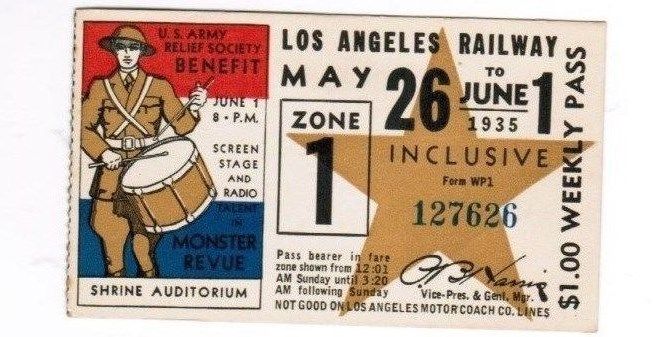 U.S. ARMY
RELIEF SOCIETY
BENEFIT
JUNE 1
8 - P.M.
SCREEN
STAGE
AND
RADIO
TALENT
IN
MONSTER
REVUE
SHRINE AUDITORIUM
LOS ANGELES RAILWAY
MAY 26 TO JUNE 1
1935
ZONE
1
INCLUSIVE
Form WP1
127626
Pass bearer in fare
zone shown from 12:01
AM Sunday until 3:20
AM following Sunday
Vice-Pres. & Genl. Mgr.
NOT GOOD ON LOS ANGELES MOTOR COACH CO. LINES
$1.00 WEEKLY PASS